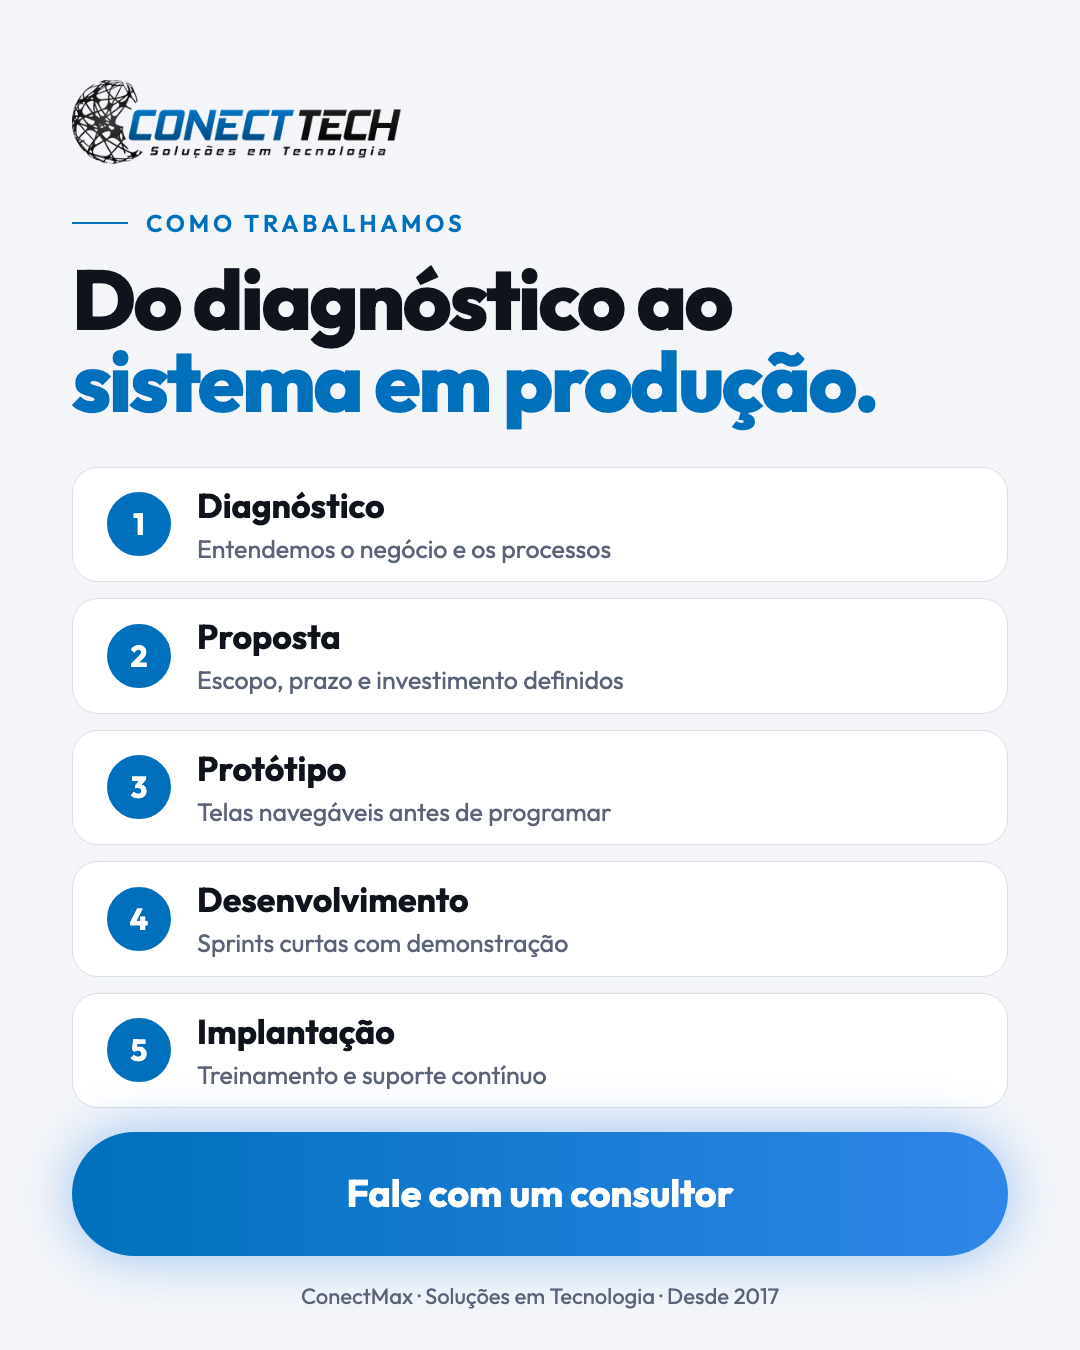 CONECTTECH
Soluções em Tecnologia
COMO TRABALHAMOS
Do diagnóstico ao
sistema em produção.
1
Diagnóstico
Entendemos o negócio e os processos
2
Proposta
Escopo, prazo e investimento definidos
3
Protótipo
Telas navegáveis antes de programar
4
Desenvolvimento
Sprints curtas com demonstração
5
Implantação
Treinamento e suporte contínuo
Fale com um consultor
ConectMax · Soluções em Tecnologia · Desde 2017